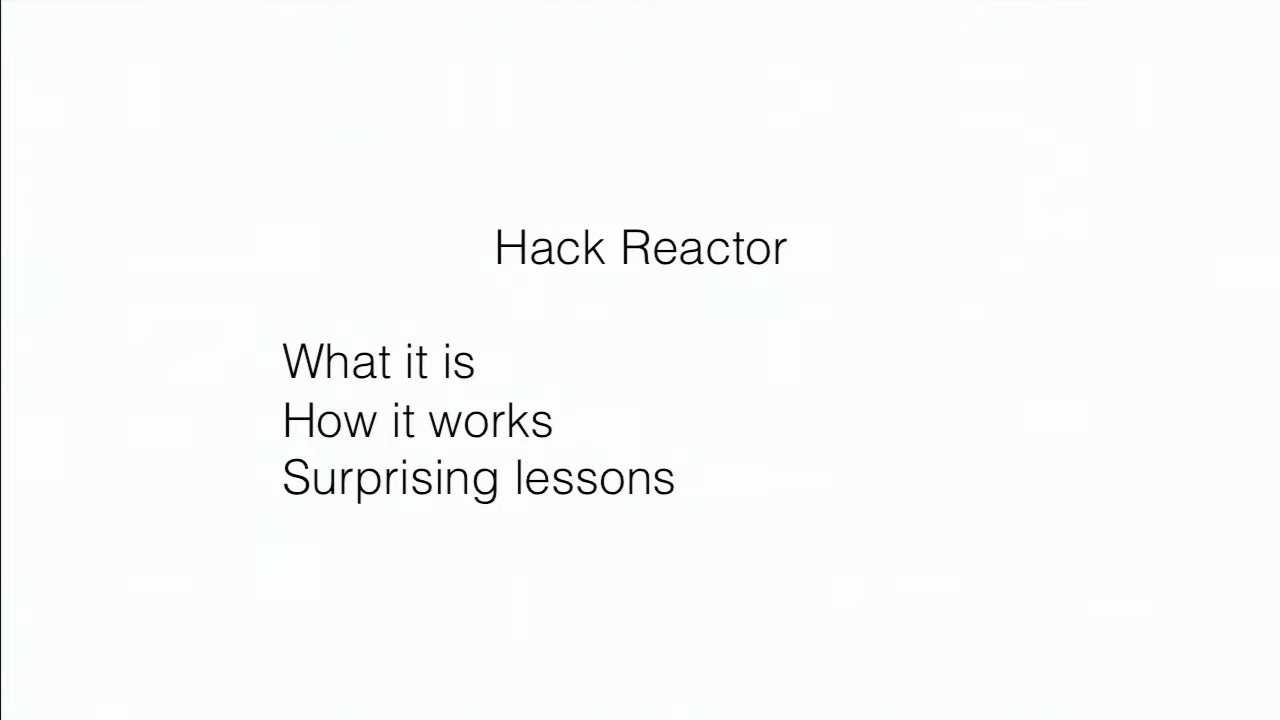 Hack Reactor
What it is
How it works
Surprising lessons